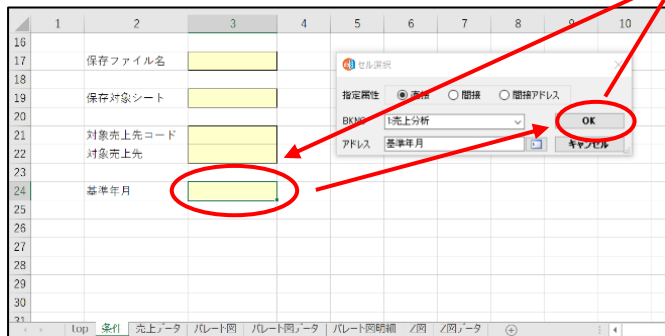 1 2 3 4 5 6 7 8 9 10
16
17 保存ファイル名
18
19 保存対象シート
20
21 対象売上先コード
22 対象売上先
23
24 基準年月
25
26
27
28
29
30
31
セル選択
指定属性 直接 間接 間接アドレス
BKNO 1:売上分析 OK
アドレス 基準年月 キャンセル
top 条件 売上データ パレート図 パレート図データ パレート図明細 Z図 Z図データ